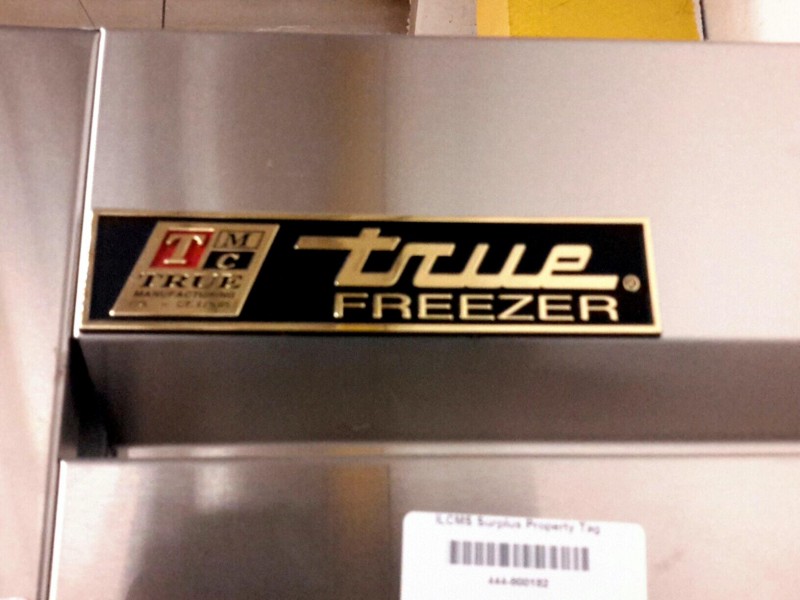 T M
C
TRUE
MANUFACTURING
true®
FREEZER
ILCMS Surplus Property Tag
444-000182